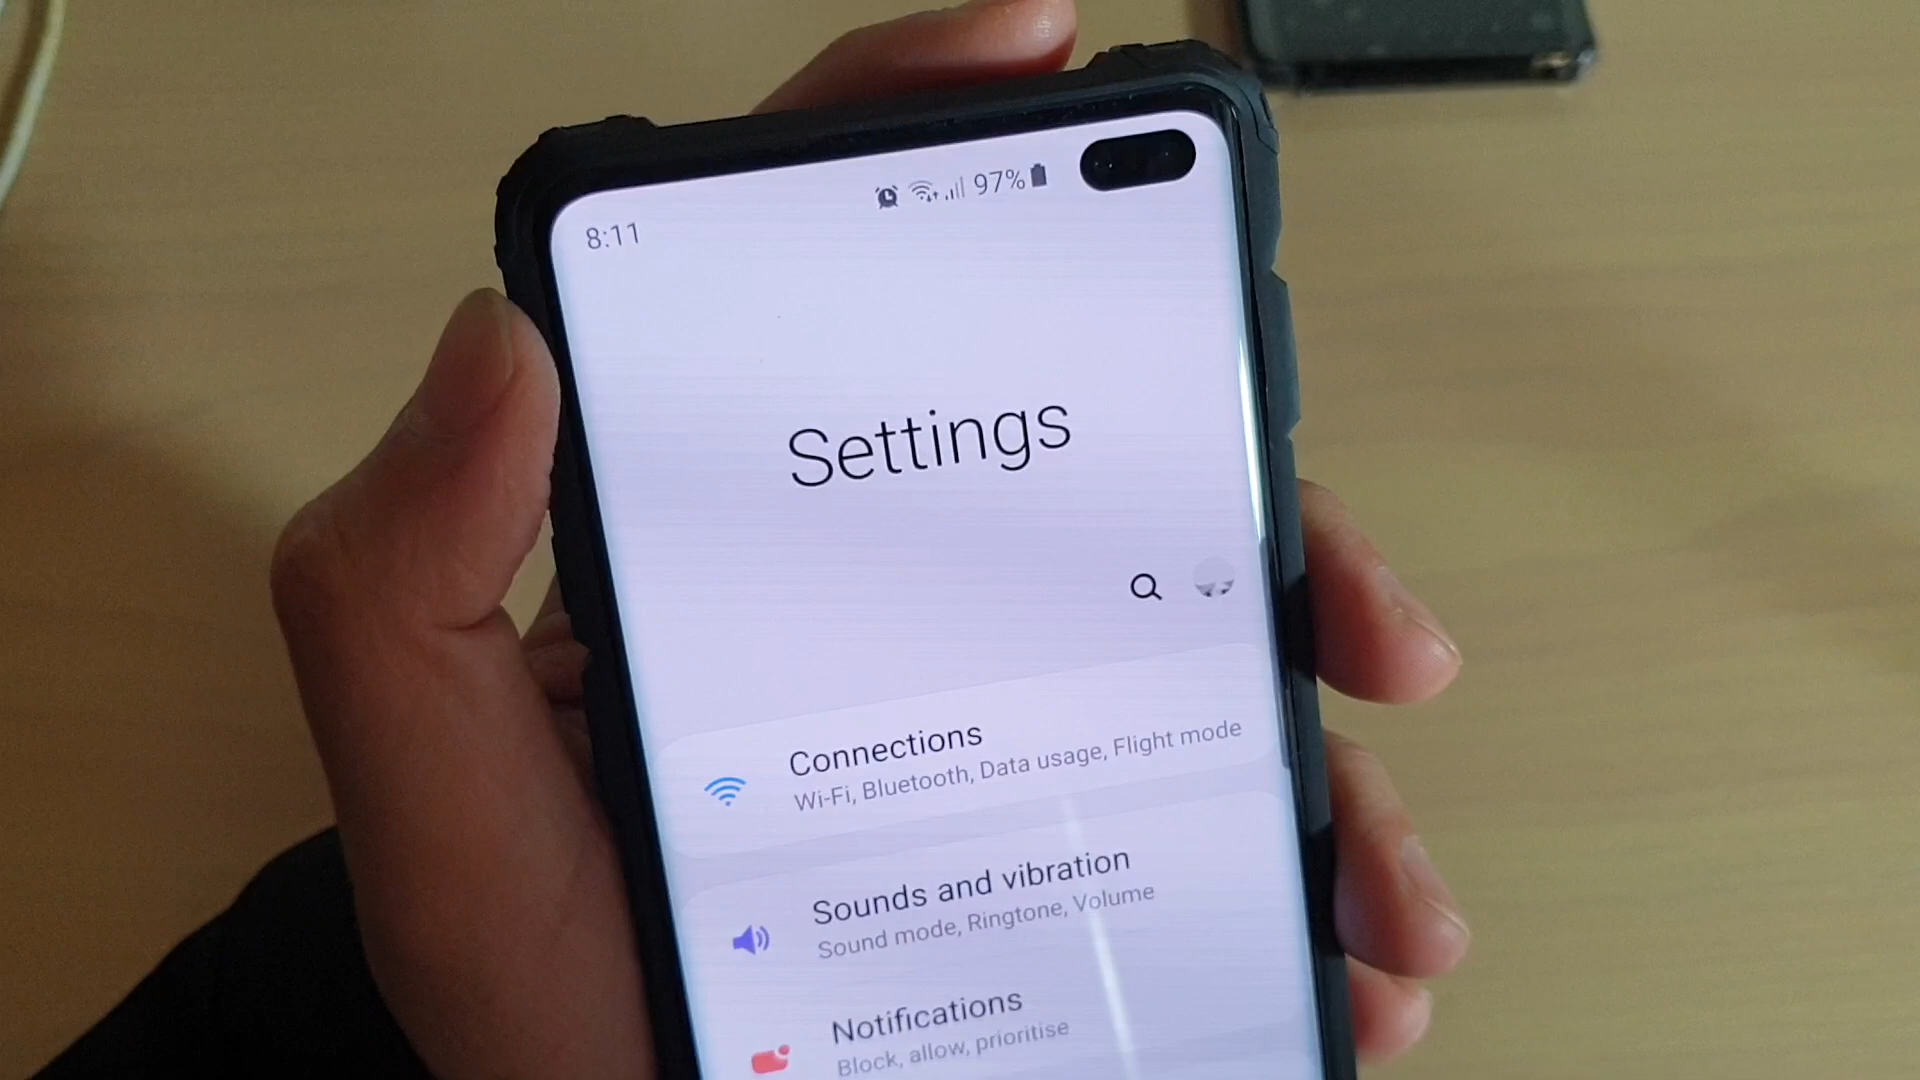 8:11
97%
Settings
Connections
Wi-Fi, Bluetooth, Data usage, Flight mode
Sounds and vibration
Sound mode, Ringtone, Volume
Notifications
Block, allow, prioritise